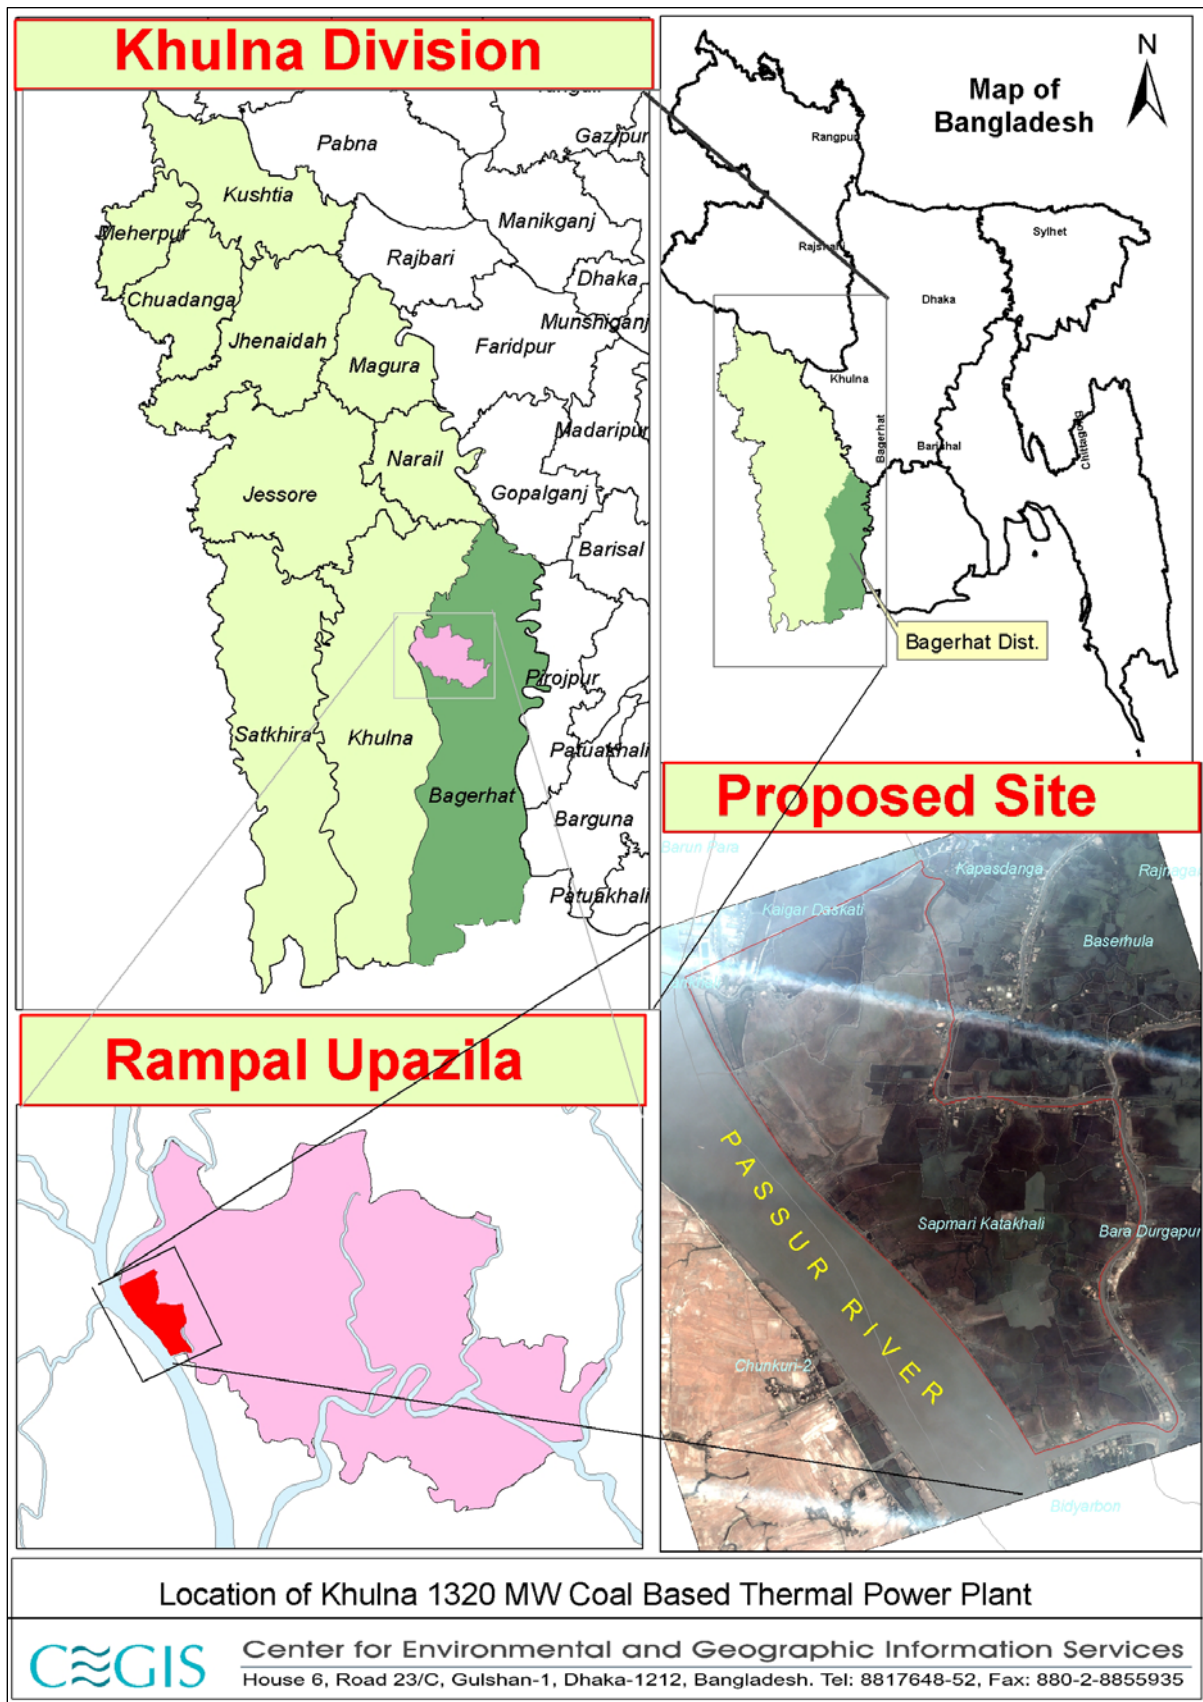 Khulna Division
Pabna
Gazipur
Kushtia
Manikganj
Meherpur
Rajbari
Dhaka
Chuadanga
Munshiganj
Jhenaidah
Faridpur
Magura
Madaripur
Narail
Jessore
Gopalganj
Barisal
Pirojpur
Satkhira
Khulna
Patuakhali
Bagerhat
Barguna
Patuakhali
N
Map of
Bangladesh
Rangpur
Sylhet
Rajshahi
Dhaka
Khulna
Bagerhat
Barishal
Chittagong
Bagerhat Dist.
Proposed Site
Barun Para
Kapasdanga
Rajnagar
Kaigar Daskati
Baserhula
Sapmari Katakhali
Bara Durgapur
PASSUR RIVER
Chunkuri-2
Bidyarbon
Rampal Upazila
Location of Khulna 1320 MW Coal Based Thermal Power Plant
CEGIS
Center for Environmental and Geographic Information Services
House 6, Road 23/C, Gulshan-1, Dhaka-1212, Bangladesh. Tel: 8817648-52, Fax: 880-2-8855935